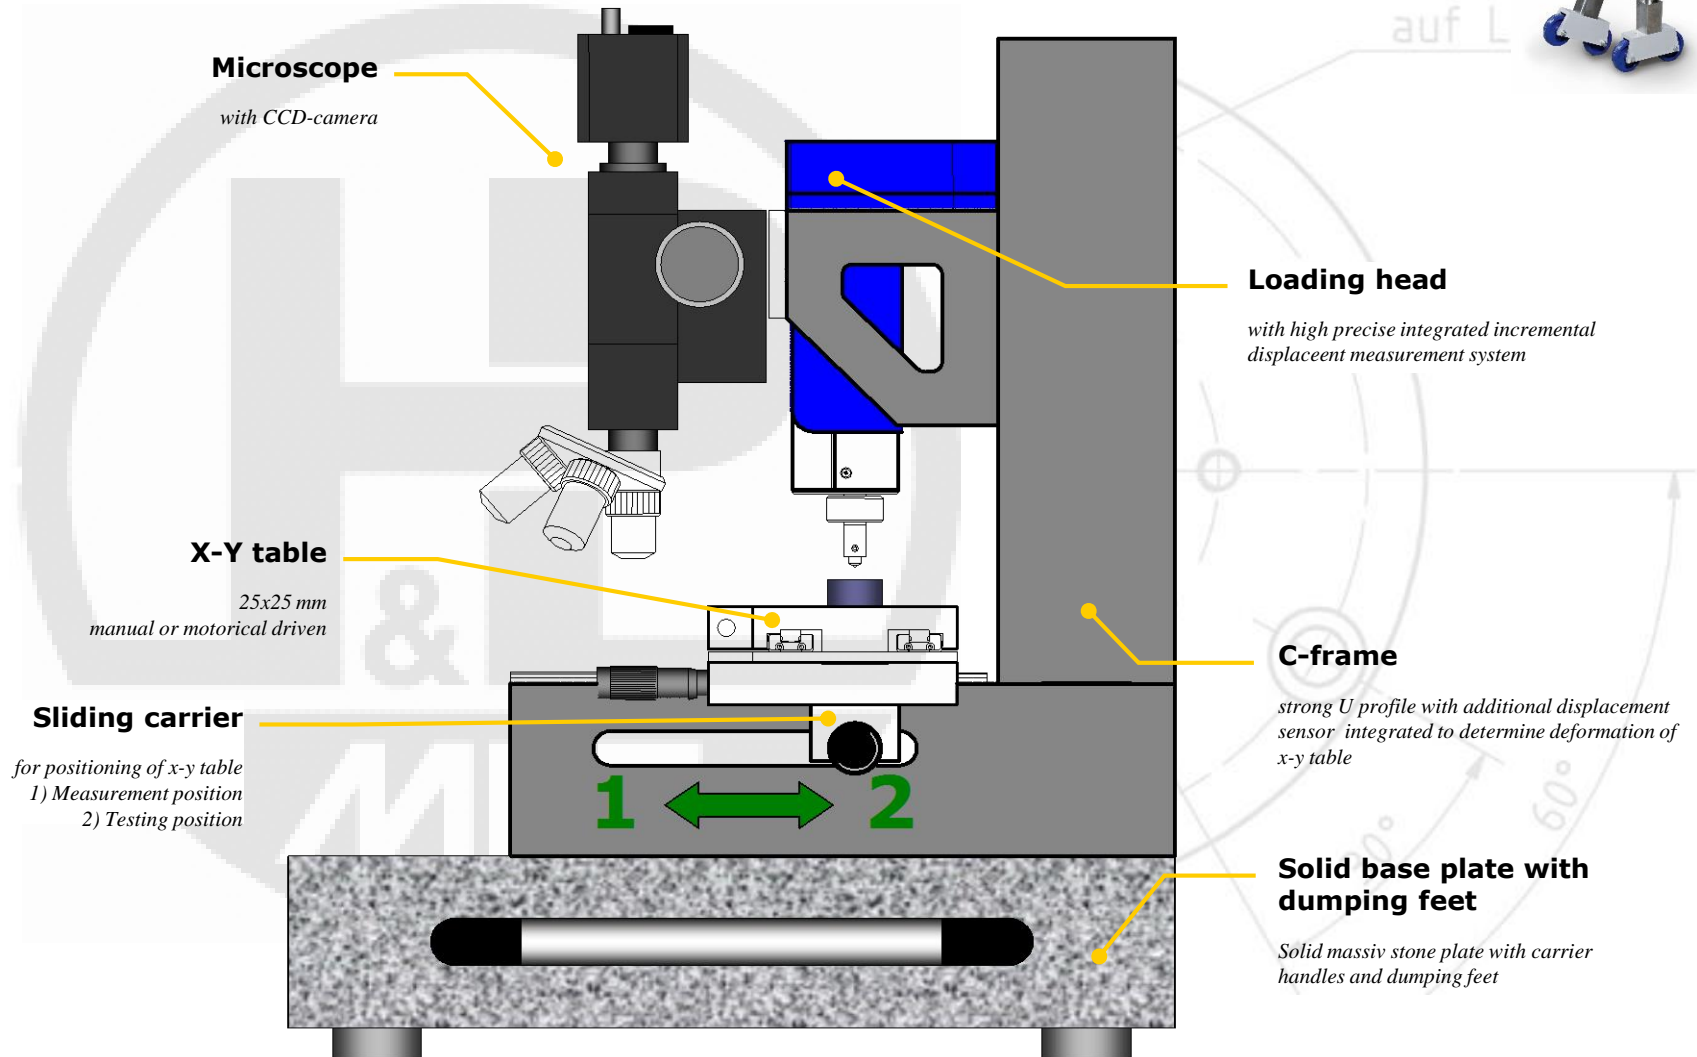 auf L
Microscope
with CCD-camera
Loading head
with high precise integrated incremental
displaceent measurement system
X-Y table
25x25 mm
manual or motorical driven
C-frame
strong U profile with additional displacement
sensor integrated to determine deformation of
x-y table
Sliding carrier
for positioning of x-y table
1) Measurement position
2) Testing position
1 2
Solid base plate with
dumping feet
Solid massiv stone plate with carrier
handles and dumping feet
H&P
60°